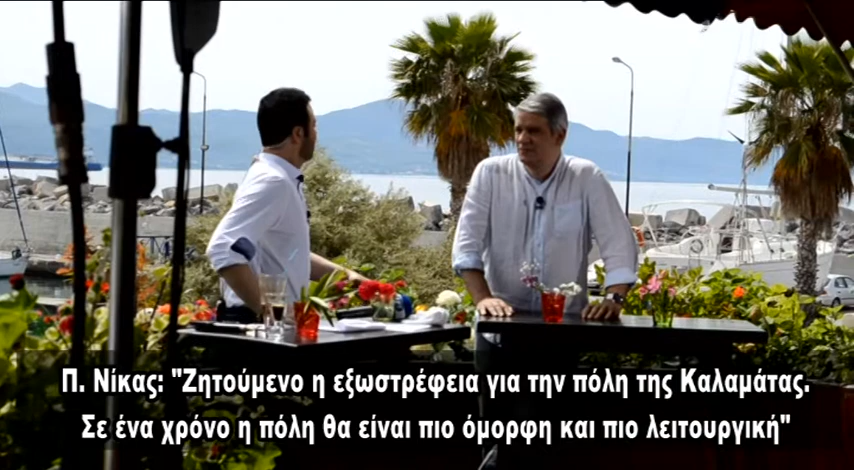 Π. Νίκας: "Ζητούμενο η εξωστρέφεια για την πόλη της Καλαμάτας.
Σε ένα χρόνο η πόλη θα είναι πιο όμορφη και πιο λειτουργική"